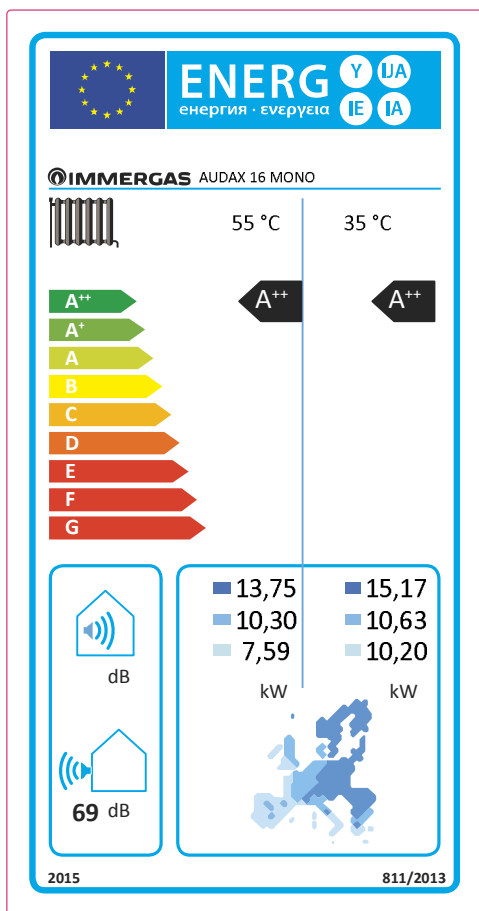 ENERG Y IJA
енергия · ενεργεια IE IA
IMMERGAS AUDAX 16 MONO
55 °C 35 °C
A++ A++ A++
A+
A
B
C
D
E
F
G
13,75 15,17
10,30 10,63
7,59 10,20
kW kW
dB
69 dB
2015 811/2013